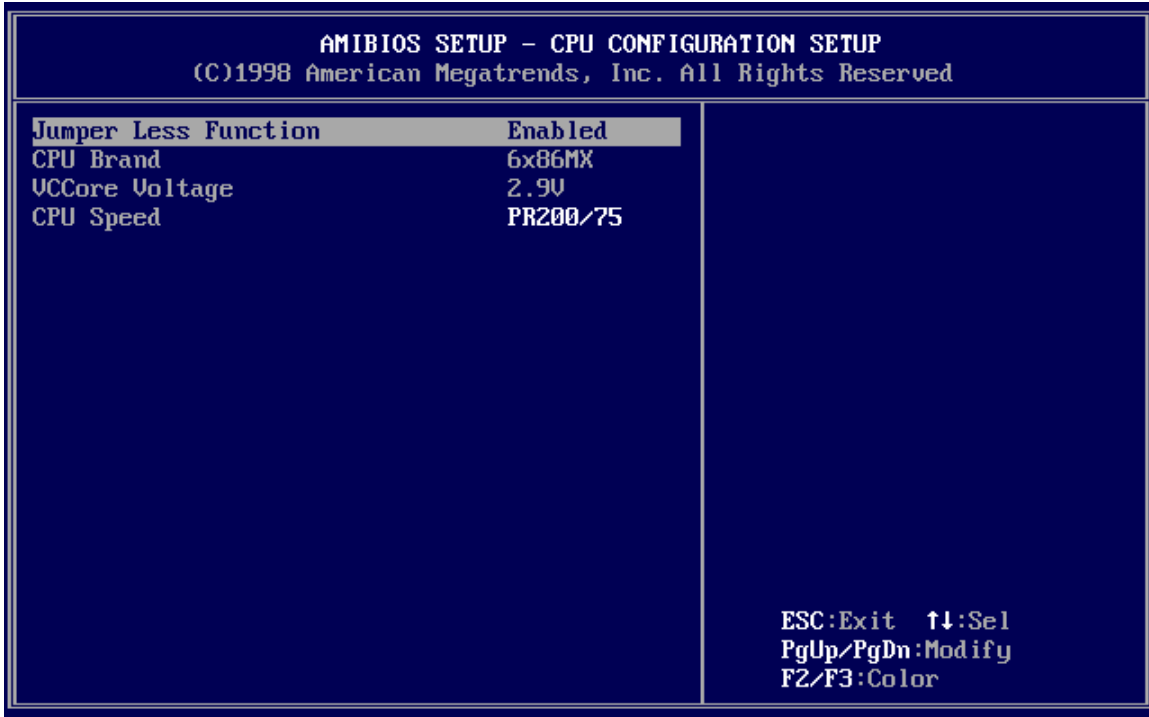 AMIBIOS SETUP - CPU CONFIGURATION SETUP
(C)1998 American Megatrends, Inc. All Rights Reserved
Jumper Less Function Enabled
CPU Brand 6x86MX
VCCore Voltage 2.9V
CPU Speed PR200/75
ESC:Exit ↑↓:Sel
PgUp/PgDn:Modify
F2/F3:Color